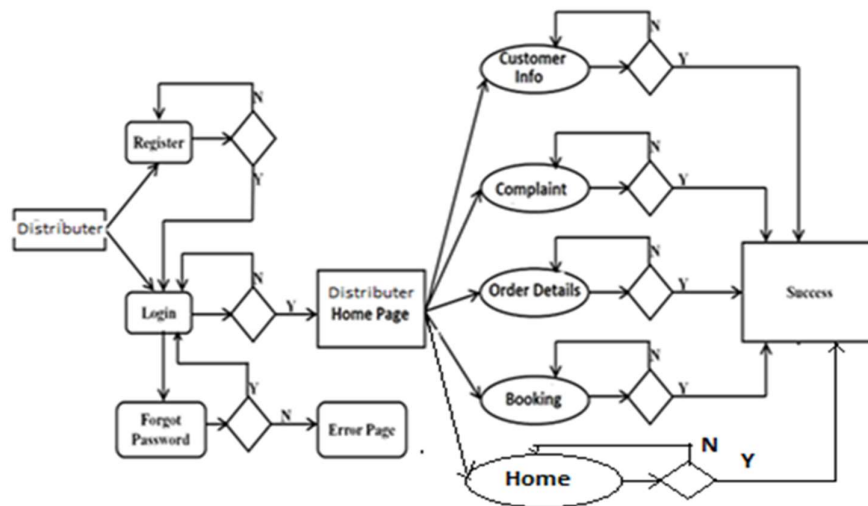 Distributer
Register
N
Y
Login
N
Y
Forgot
Password
Y
N
Error Page
Distributer
Home Page
Customer
Info
N
Y
Complaint
N
Y
Order Details
N
Y
Booking
N
Y
Home
N
Y
Success